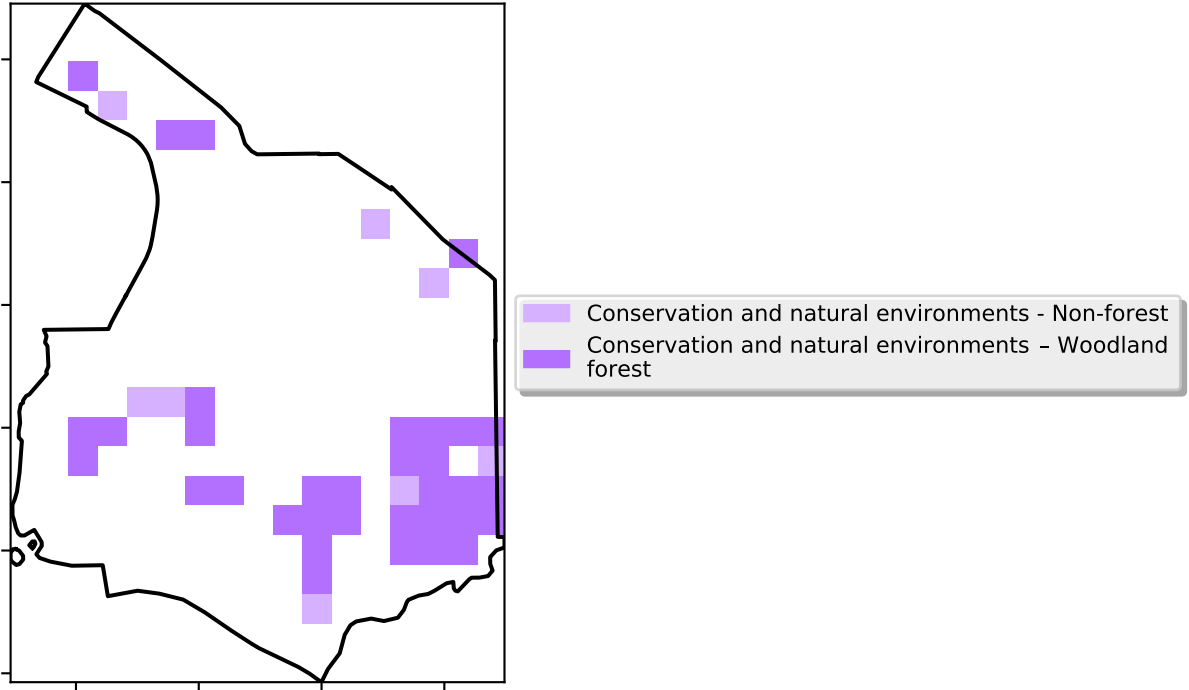 Conservation and natural environments - Non-forest
Conservation and natural environments – Woodland
forest